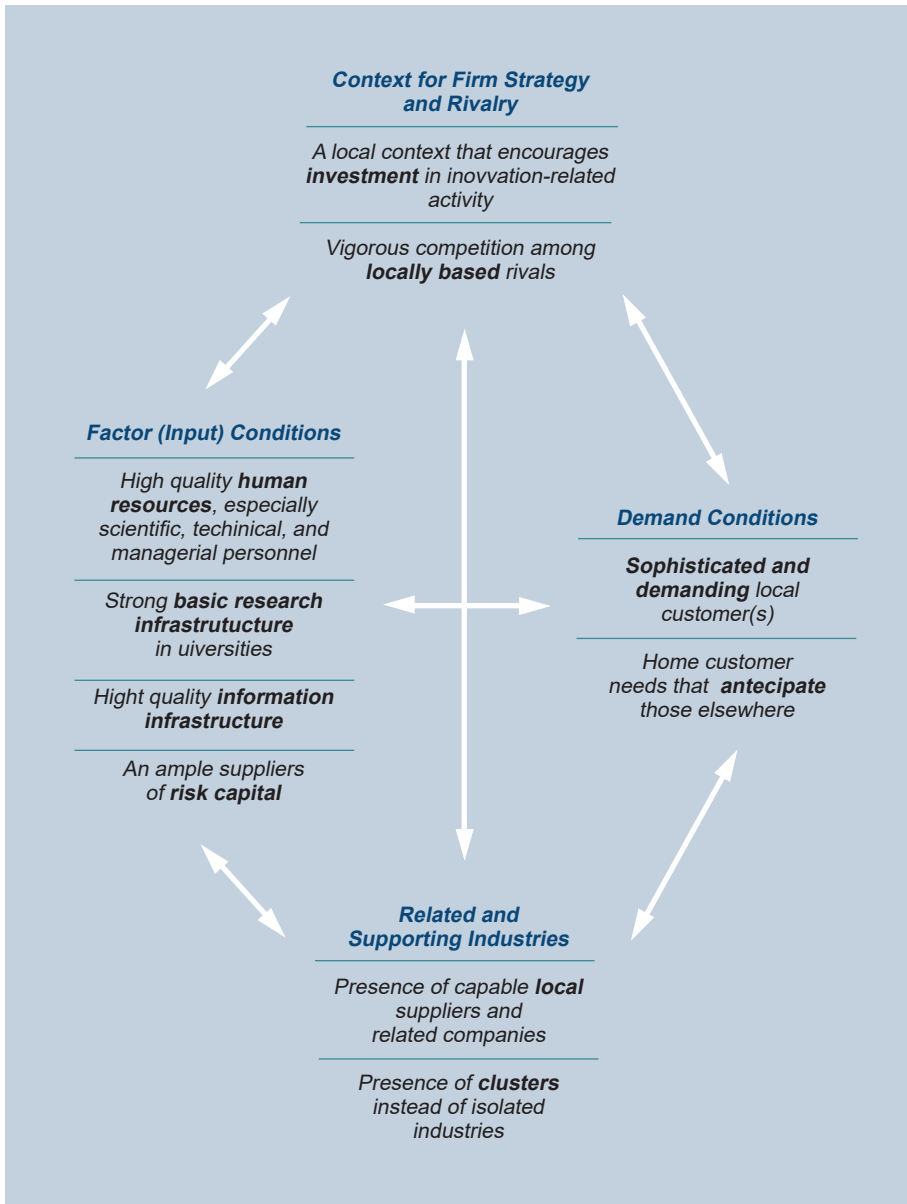 Context for Firm Strategy
and Rivalry
A local context that encourages
investment in inovvation-related
activity
Vigorous competition among
locally based rivals
Factor (Input) Conditions
High quality human
resources, especially
scientific, techinical, and
managerial personnel
Strong basic research
infrastrutucture
in uiversities
Hight quality information
infrastructure
An ample suppliers
of risk capital
Demand Conditions
Sophisticated and
demanding local
customer(s)
Home customer
needs that antecipate
those elsewhere
Related and
Supporting Industries
Presence of capable local
suppliers and
related companies
Presence of clusters
instead of isolated
industries